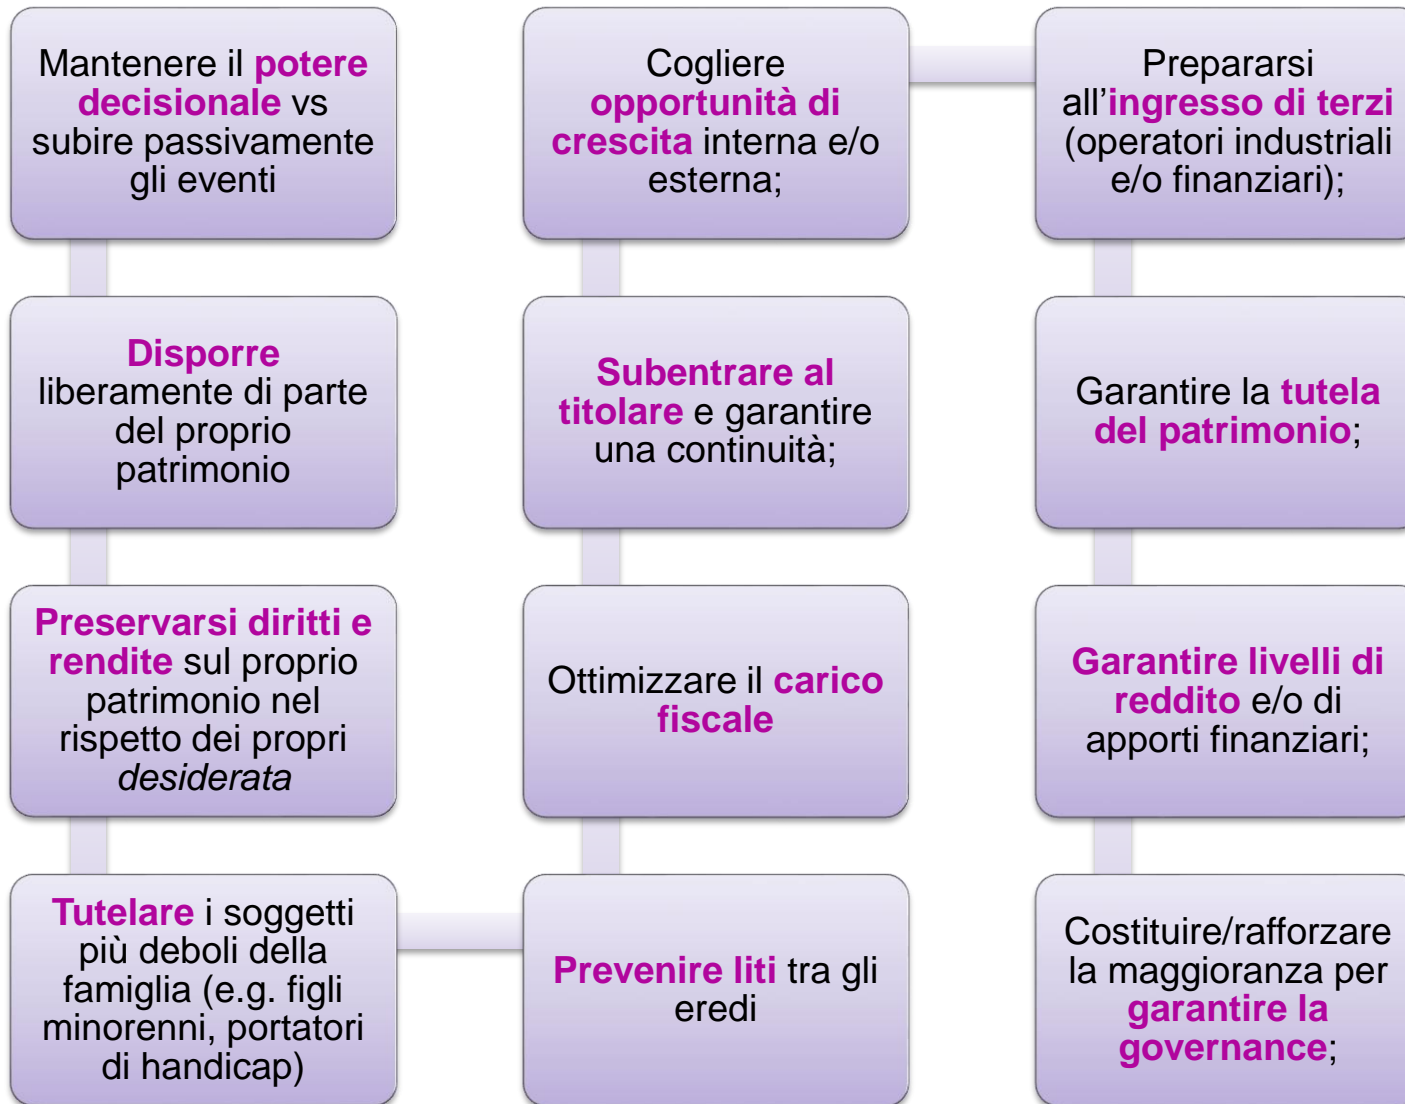 Mantenere il potere
decisionale vs
subire passivamente
gli eventi
Disporre
liberamente di parte
del proprio
patrimonio
Preservarsi diritti e
rendite sul proprio
patrimonio nel
rispetto dei propri
desiderata
Tutelare i soggetti
più deboli della
famiglia (e.g. figli
minorenni, portatori
di handicap)
Prevenire liti tra gli
eredi
Ottimizzare il carico
fiscale
Subentrare al
titolare e garantire
una continuità;
Cogliere
opportunità di
crescita interna e/o
esterna;
Prepararsi
all'ingresso di terzi
(operatori industriali
e/o finanziari);
Garantire la tutela
del patrimonio;
Garantire livelli di
reddito e/o di
apporti finanziari;
Costituire/rafforzare
la maggioranza per
garantire la
governance;